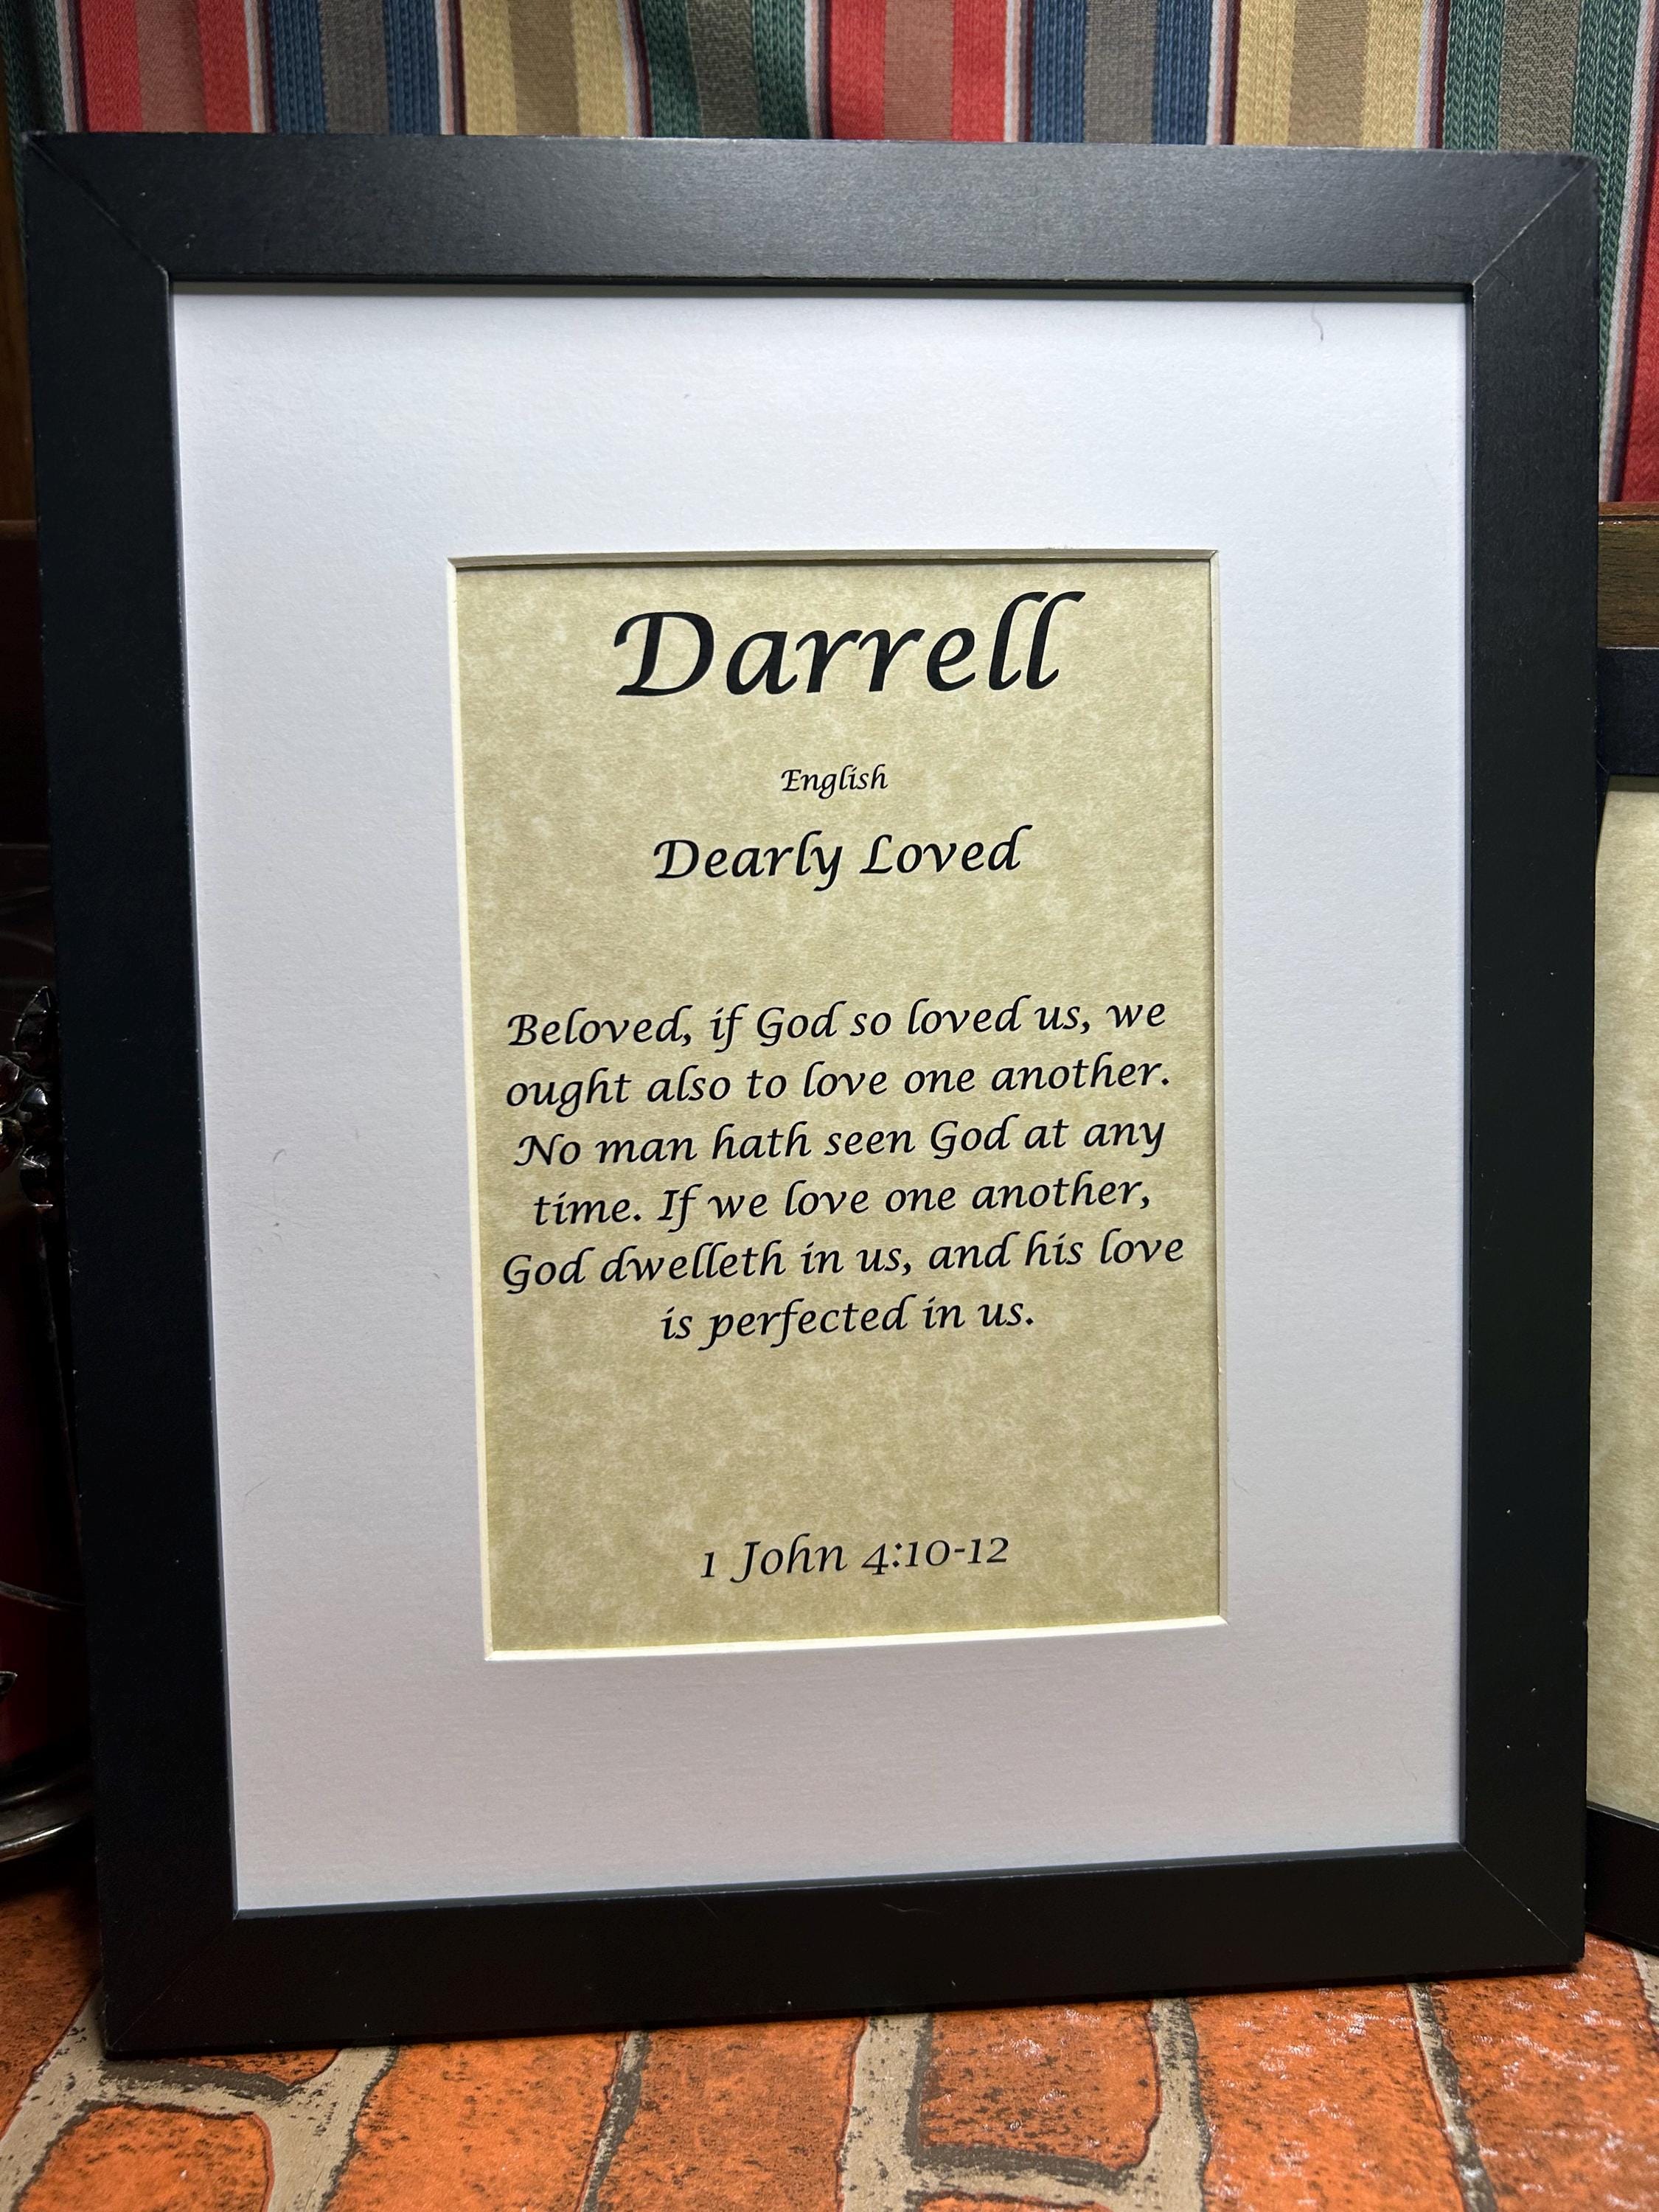 Darrell
English
Dearly Loved
Beloved, if God so loved us, we
ought also to love one another.
No man hath seen God at any
time. If we love one another,
God dwelleth in us, and his love
is perfected in us.
1 John 4:10-12